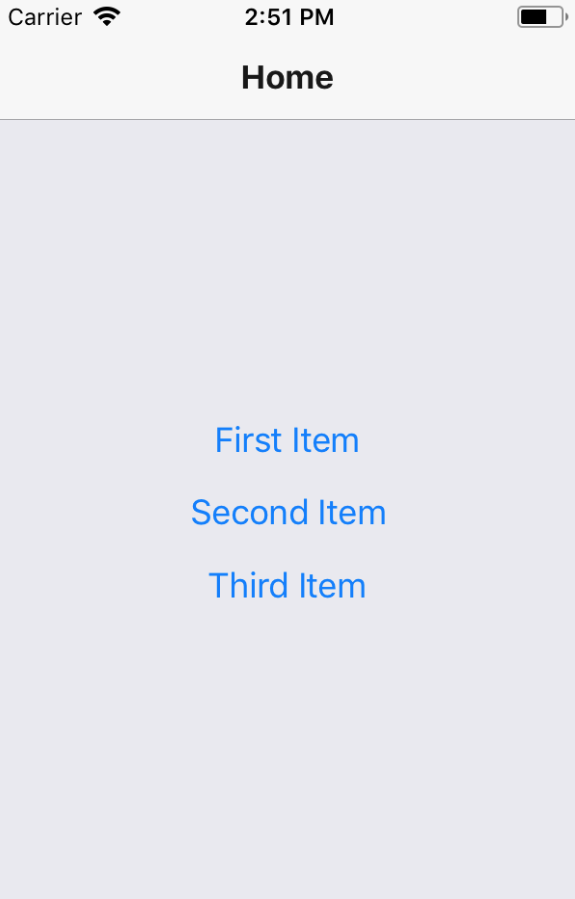 Carrier 2:51 PM
Home
First Item
Second Item
Third Item